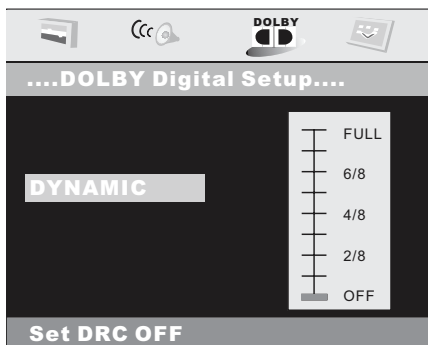 DOLBY
....DOLBY Digital Setup....
FULL
6/8
DYNAMIC
4/8
2/8
OFF
Set DRC OFF